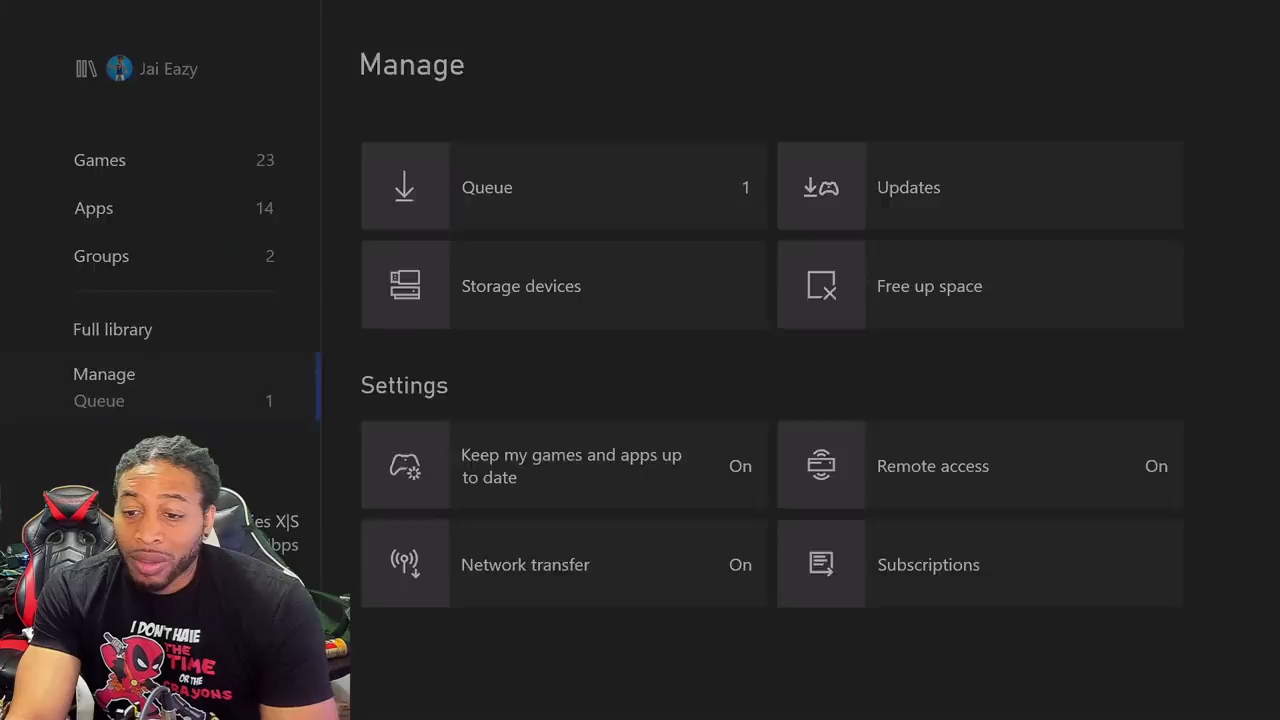 Jai Eazy
Games 23
Apps 14
Groups 2
Full library
Manage
Queue 1
es X|S
bps
Manage
Queue 1
Updates
Storage devices
Free up space
Settings
Keep my games and apps up
to date
On
Remote access On
Network transfer On
Subscriptions
I DON'T HAVE
THE
TIME
OR THE
CRAYONS